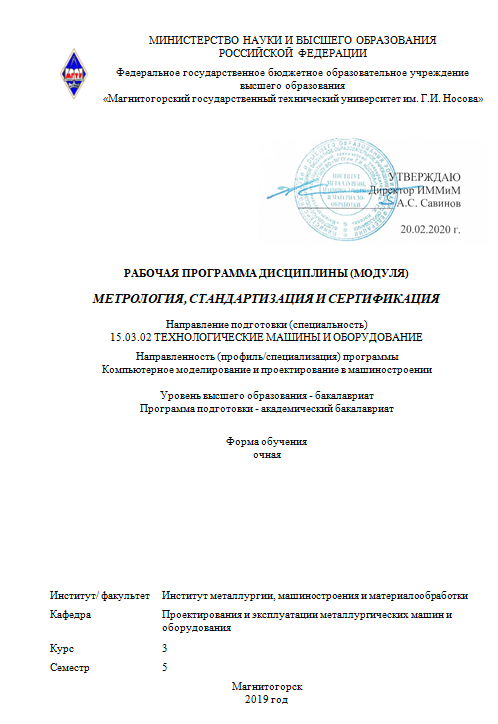 МИНИСТЕРСТВО НАУКИ И ВЫСШЕГО ОБРАЗОВАНИЯ
РОССИЙСКОЙ ФЕДЕРАЦИИ
Федеральное государственное бюджетное образовательное учреждение
высшего образования
«Магнитогорский государственный технический университет им. Г.И. Носова»
УТВЕРЖДАЮ
Директор ИММиМ
А.С. Савинов
20.02.2020 г.
РАБОЧАЯ ПРОГРАММА ДИСЦИПЛИНЫ (МОДУЛЯ)
МЕТРОЛОГИЯ, СТАНДАРТИЗАЦИЯ И СЕРТИФИКАЦИЯ
Направление подготовки (специальность)
15.03.02 ТЕХНОЛОГИЧЕСКИЕ МАШИНЫ И ОБОРУДОВАНИЕ
Направленность (профиль/специализация) программы
Компьютерное моделирование и проектирование в машиностроении
Уровень высшего образования - бакалавриат
Программа подготовки - академический бакалавриат
Форма обучения
очная
Институт/ факультет Институт металлургии, машиностроения и материалообработки
Кафедра Проектирования и эксплуатации металлургических машин и
оборудования
Курс 3
Семестр 5
Магнитогорск
2019 год